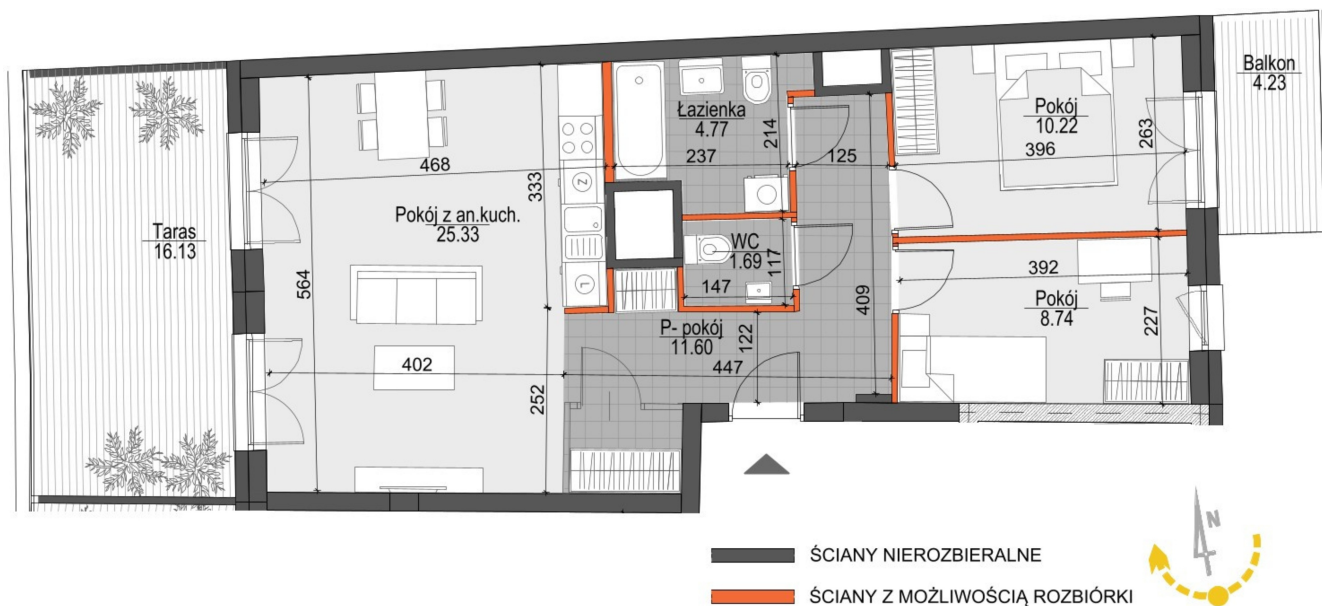 Balkon
4.23
Łazienka
4.77
214
237
125
Pokój
10.22
263
396
468
333
Pokój z an.kuch.
25.33
Z
Taras
16.13
WC
1.69
117
147
392
Pokój
8.74
227
564
L
409
P- pokój
11.60
122
402
447
252
N
ŚCIANY NIEROZBIERALNE
ŚCIANY Z MOŻLIWOŚCIĄ ROZBIÓRKI